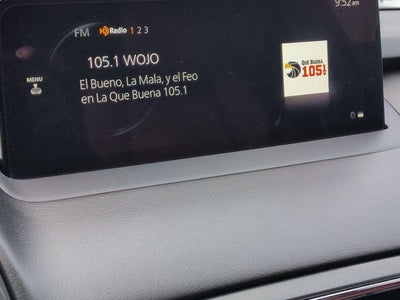 9:52am
FM HD Radio 1 2 3
105.1 WOJO
MENU
El Bueno, La Mala, y el Feo
en La Que Buena 105.1
QUE BUENA
105.1